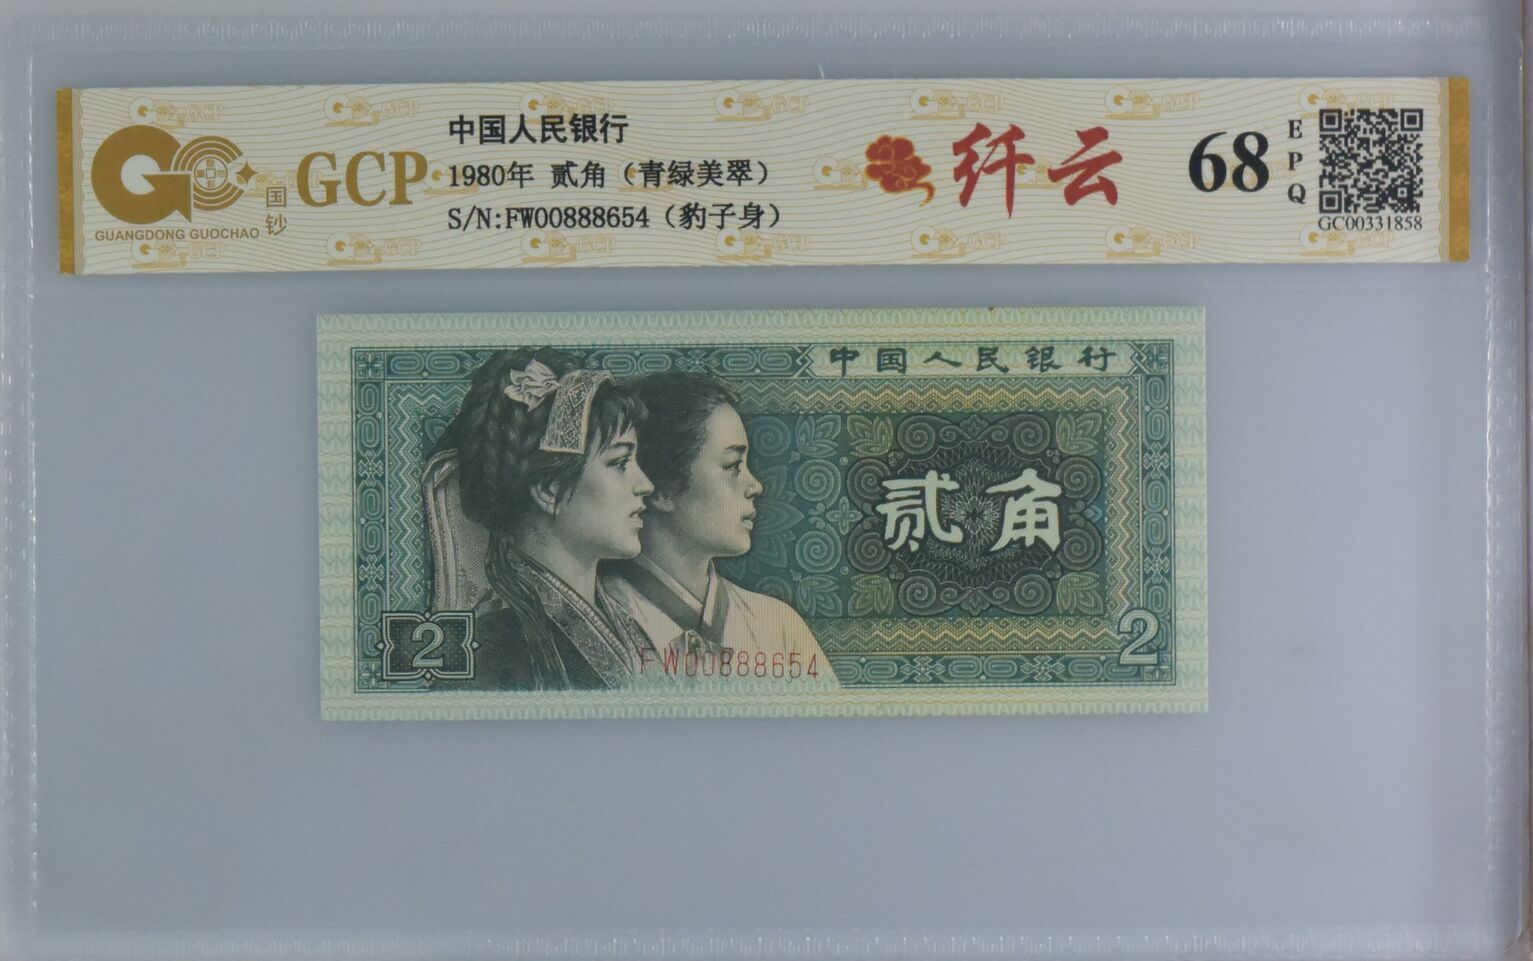 GCP
国钞
GUANGDONG GUOCHAO
中国人民银行
1980年 贰角（青绿美翠）
S/N:FW00888654（豹子身）
纤云
68
EPQ
GC00331858
中国人民银行
贰角
2
2
FW00888654